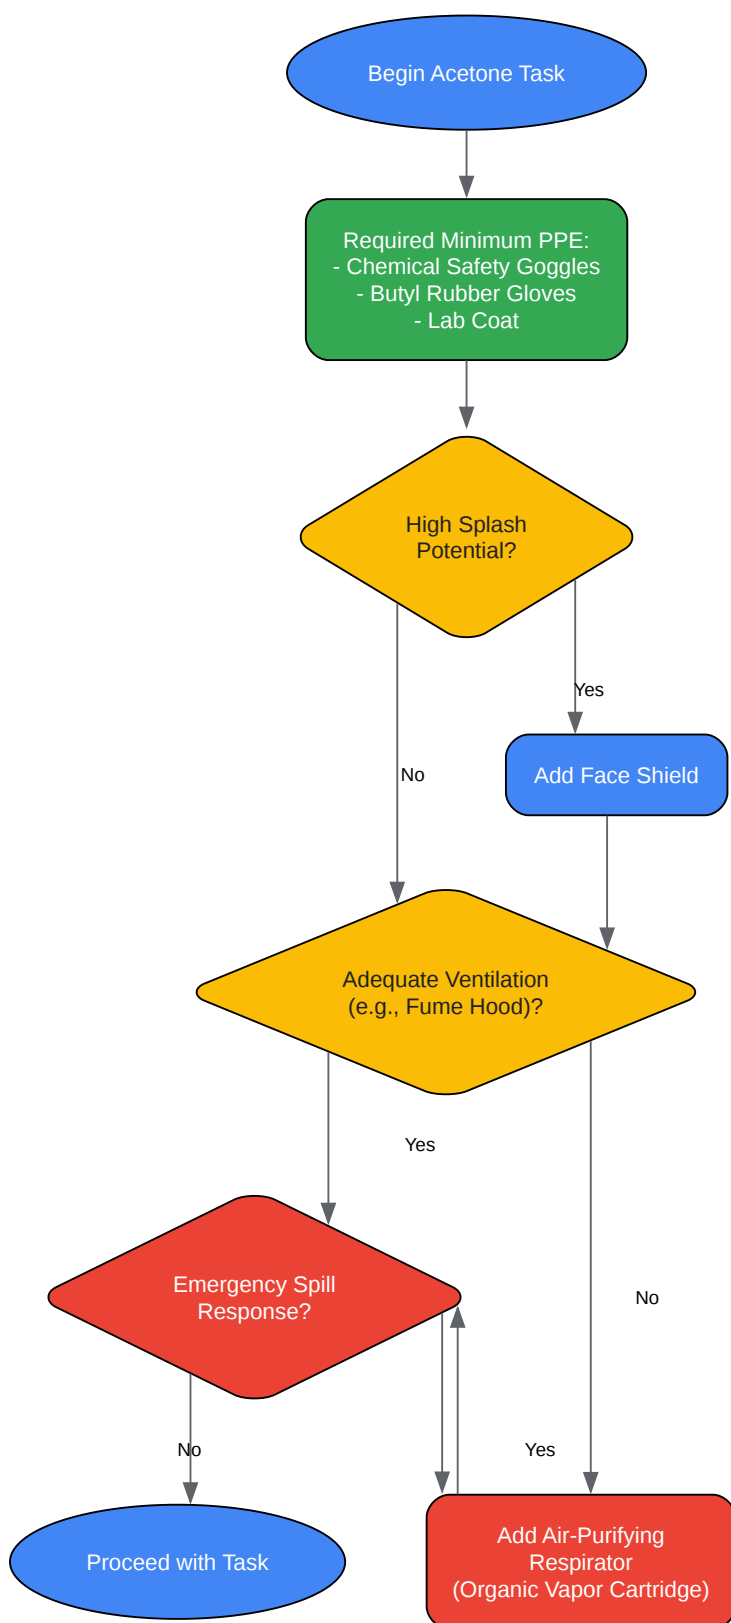 Begin Acetone Task
Required Minimum PPE:
- Chemical Safety Goggles
- Butyl Rubber Gloves
- Lab Coat
High Splash
Potential?
Yes
No
Add Face Shield
Adequate Ventilation
(e.g., Fume Hood)?
Yes
Emergency Spill
Response?
No
No
Yes
Proceed with Task
Add Air-Purifying
Respirator
(Organic Vapor Cartridge)